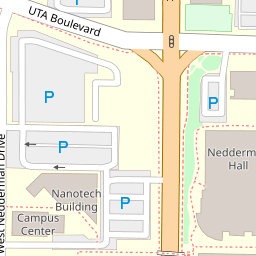 UTA Boulevard
P
P
P
Nedderm
Hall
West Nedderman Drive
Nanotech
Building
P
Campus
Center